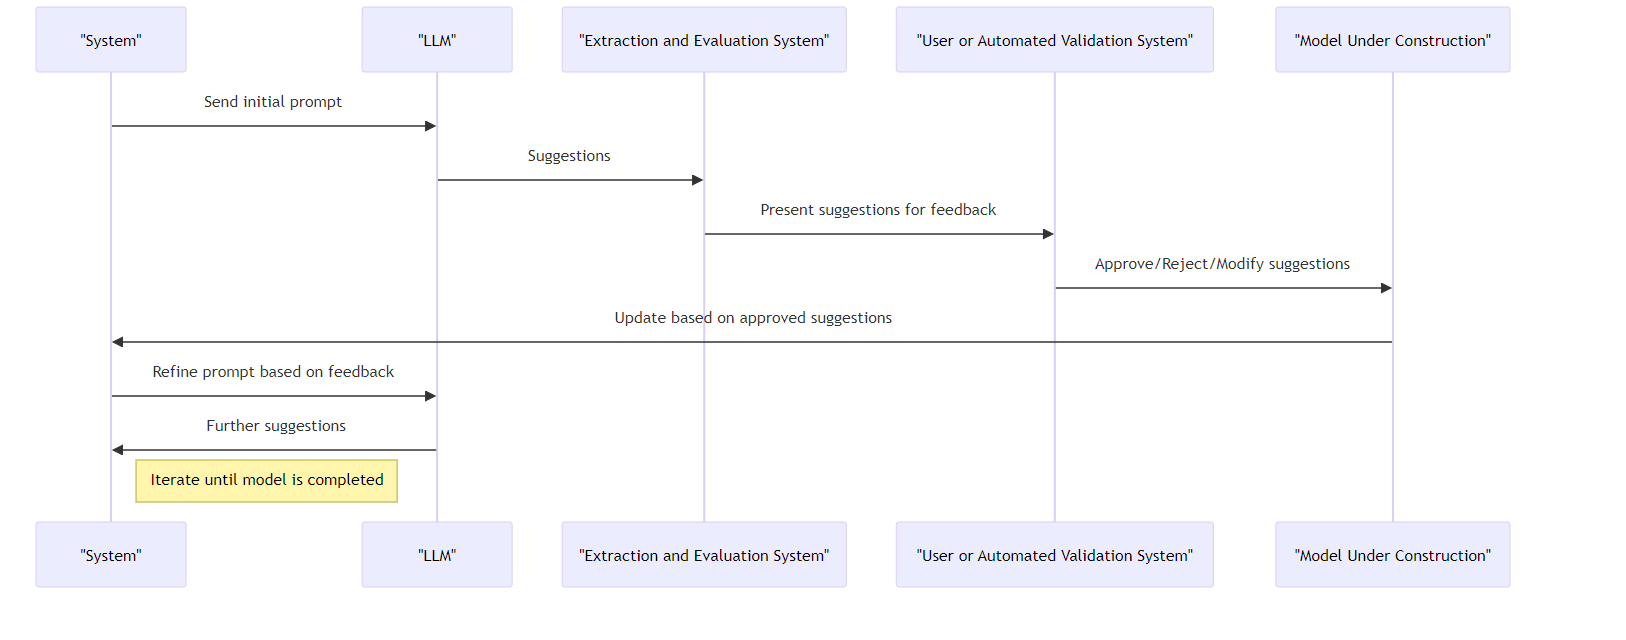 "System"
"LLM"
"Extraction and Evaluation System"
"User or Automated Validation System"
"Model Under Construction"
Send initial prompt
Suggestions
Present suggestions for feedback
Approve/Reject/Modify suggestions
Update based on approved suggestions
Refine prompt based on feedback
Further suggestions
Iterate until model is completed
"System"
"LLM"
"Extraction and Evaluation System"
"User or Automated Validation System"
"Model Under Construction"